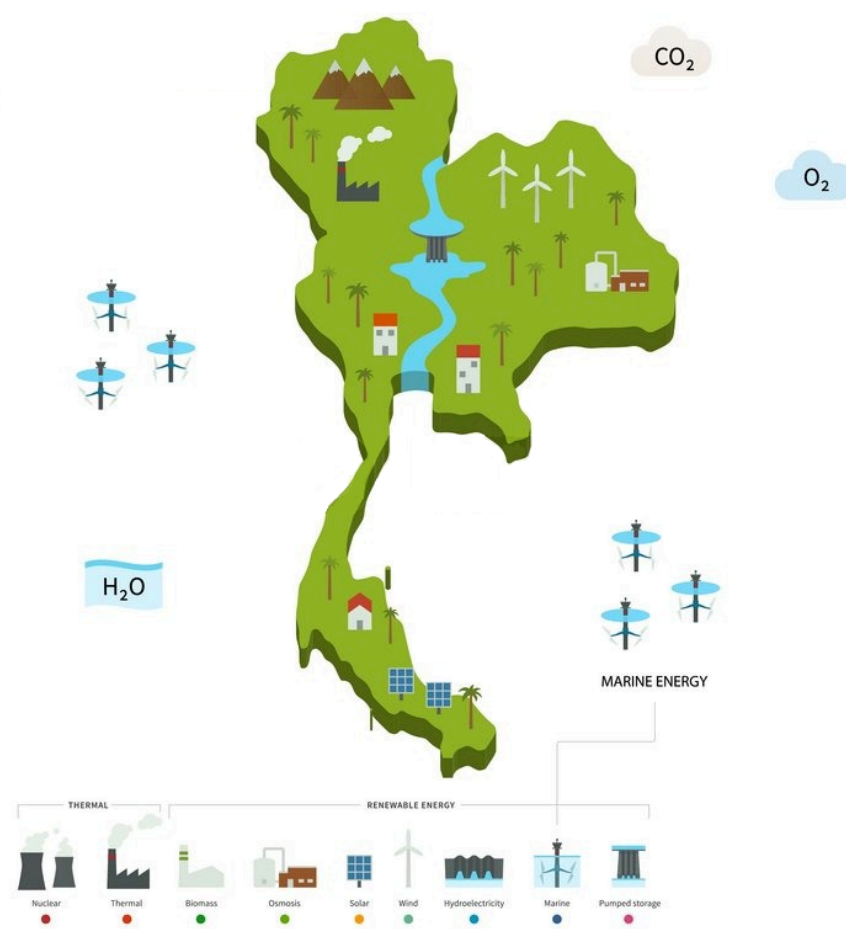 CO₂
O₂
H₂O
MARINE ENERGY
THERMAL
RENEWABLE ENERGY
Nuclear
Thermal
Biomass
Osmosis
Solar
Wind
Hydroelectricity
Marine
Pumped storage